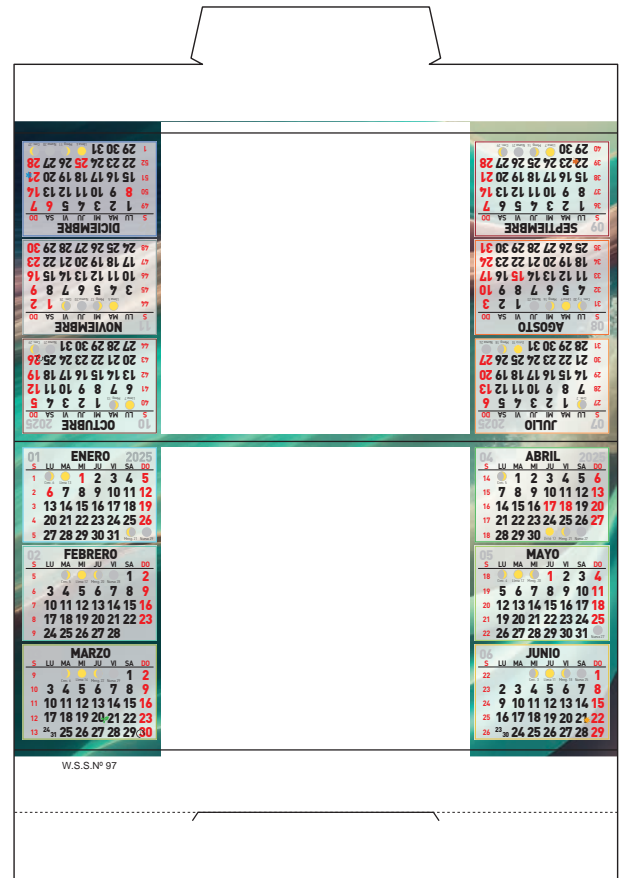 01 ENERO 2025
S LU MA MI JU VI SA DO
1 1 2 3 4 5
2 6 7 8 9 10 11 12
3 13 14 15 16 17 18 19
4 20 21 22 23 24 25 26
5 27 28 29 30 31
02 FEBRERO
S LU MA MI JU VI SA DO
5 1 2
6 3 4 5 6 7 8 9
7 10 11 12 13 14 15 16
8 17 18 19 20 21 22 23
9 24 25 26 27 28
MARZO
S LU MA MI JU VI SA DO
9 1 2
10 3 4 5 6 7 8 9
11 10 11 12 13 14 15 16
12 17 18 19 20 21 22 23
13 24 31 25 26 27 28 29 30
04 ABRIL 2025
S LU MA MI JU VI SA DO
14 1 2 3 4 5 6
15 7 8 9 10 11 12 13
16 14 15 16 17 18 19 20
17 21 22 23 24 25 26 27
18 28 29 30
05 MAYO
S LU MA MI JU VI SA DO
18 1 2 3 4
19 5 6 7 8 9 10 11
20 12 13 14 15 16 17 18
21 19 20 21 22 23 24 25
22 26 27 28 29 30 31
06 JUNIO
S LU MA MI JU VI SA DO
22 1
23 2 3 4 5 6 7 8
24 9 10 11 12 13 14 15
25 16 17 18 19 20 21 22
26 23 30 24 25 26 27 28 29
07 JULIO 2025
S LU MA MI JU VI SA DO
27 1 2 3 4 5 6
28 7 8 9 10 11 12 13
29 14 15 16 17 18 19 20
30 21 22 23 24 25 26 27
31 28 29 30 31
08 AGOSTO
S LU MA MI JU VI SA DO
31 1 2 3
32 4 5 6 7 8 9 10
33 11 12 13 14 15 16 17
34 18 19 20 21 22 23 24
35 25 26 27 28 29 30 31
09 SEPTIEMBRE
S LU MA MI JU VI SA DO
36 1 2 3 4 5 6 7
37 8 9 10 11 12 13 14
38 15 16 17 18 19 20 21
39 22 23 24 25 26 27 28
40 29 30
10 OCTUBRE 2025
S LU MA MI JU VI SA DO
40 1 2 3 4 5
41 6 7 8 9 10 11 12
42 13 14 15 16 17 18 19
43 20 21 22 23 24 25 26
44 27 28 29 30 31
11 NOVIEMBRE
S LU MA MI JU VI SA DO
44 1 2
45 3 4 5 6 7 8 9
46 10 11 12 13 14 15 16
47 17 18 19 20 21 22 23
48 24 25 26 27 28 29 30
DICIEMBRE
S LU MA MI JU VI SA DO
49 1 2 3 4 5 6 7
50 8 9 10 11 12 13 14
51 15 16 17 18 19 20 21
52 22 23 24 25 26 27 28
1 29 30 31
W.S.S.Nº 97